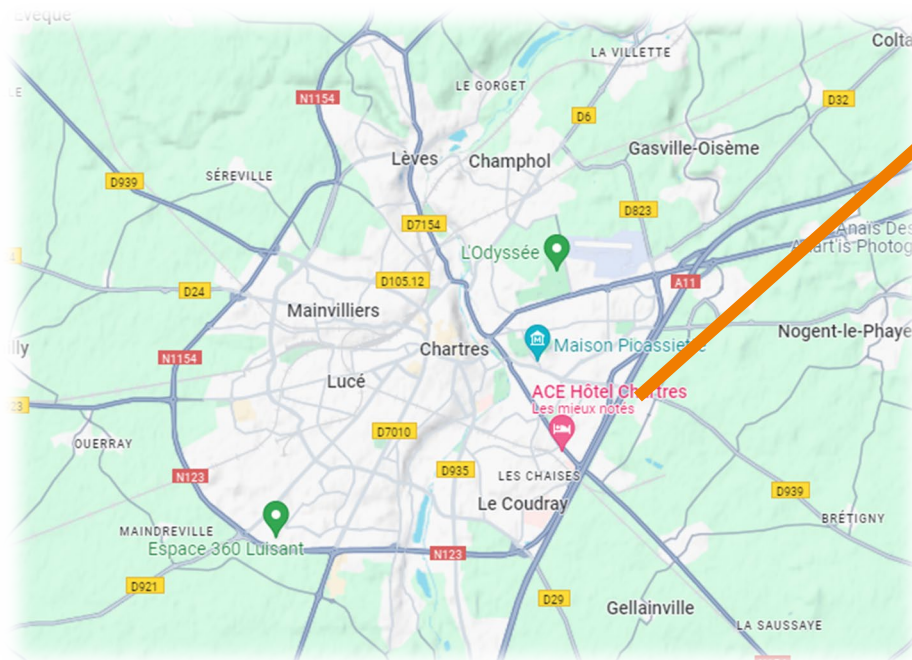 Évêque
LA VILLETTE
Colta
LE GORGET
N1154
D32
D6
Lèves
Champhol
Gasville-Oisème
D939
SÉREVILLE
D823
D7154
Anaïs Des
L'Odyssée
art'is Photog
D105.12
A11
D24
Mainvilliers
Nogent-le-Phaye
Chartres
Maison Picassiette
N1154
Lucé
ACE Hôtel Chartres
Les mieux notés
D7010
OUERRAY
D935
LES CHAISES
N123
D939
Le Coudray
BRÉTIGNY
MAINDREVILLE
Espace 360 Luisant
N123
D921
D29
Gellainville
LA SAUSSAYE